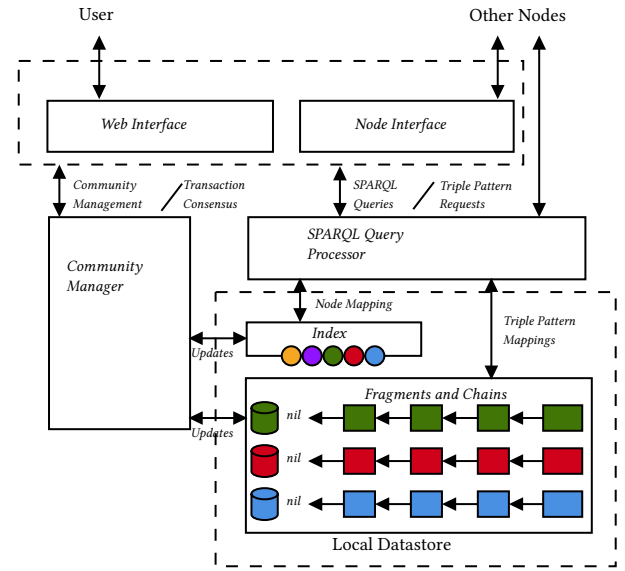 User
Other Nodes
Web Interface
Node Interface
Community
Management
Transaction
Consensus
SPARQL
Queries
Triple Pattern
Requests
Community
Manager
SPARQL Query
Processor
Node Mapping
Index
Updates
Triple Pattern
Mappings
Fragments and Chains
nil
Updates
nil
nil
Local Datastore